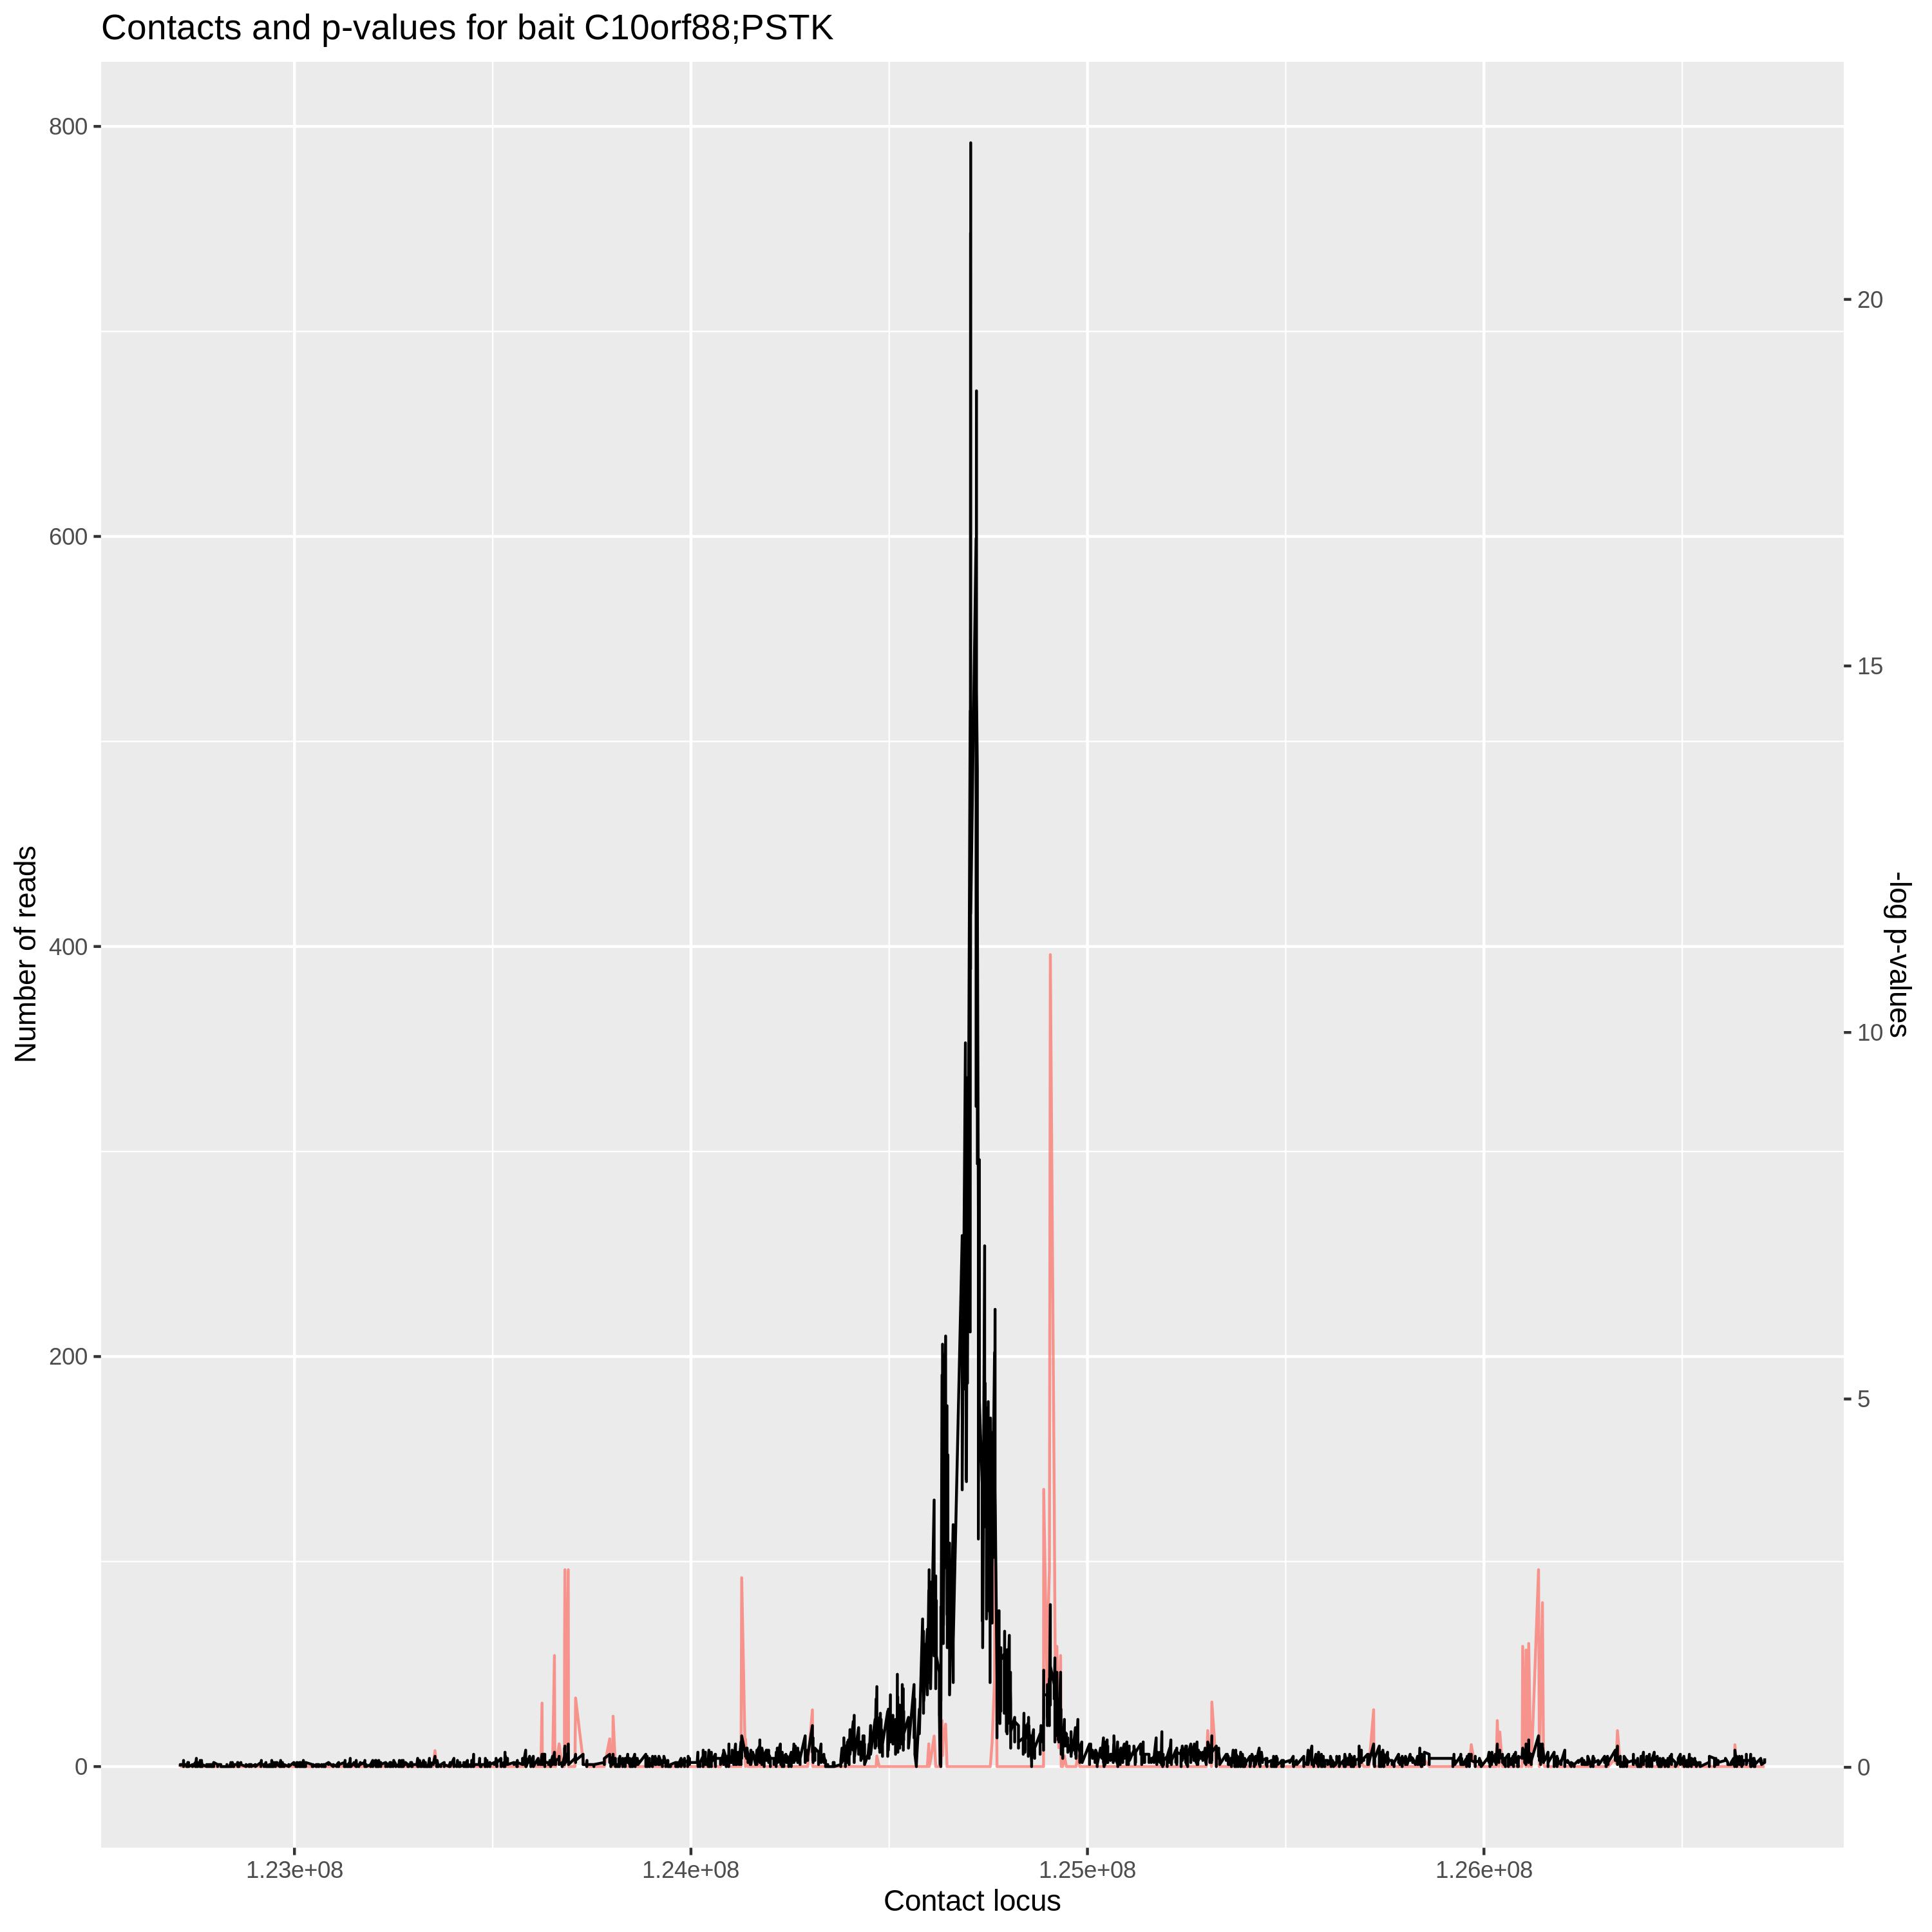 Contacts and p-values for bait C10orf88;PSTK
800
600
400
200
0
Number of reads
20
15
10
5
0
-log p-values
1.23e+08
1.24e+08
1.25e+08
1.26e+08
Contact locus